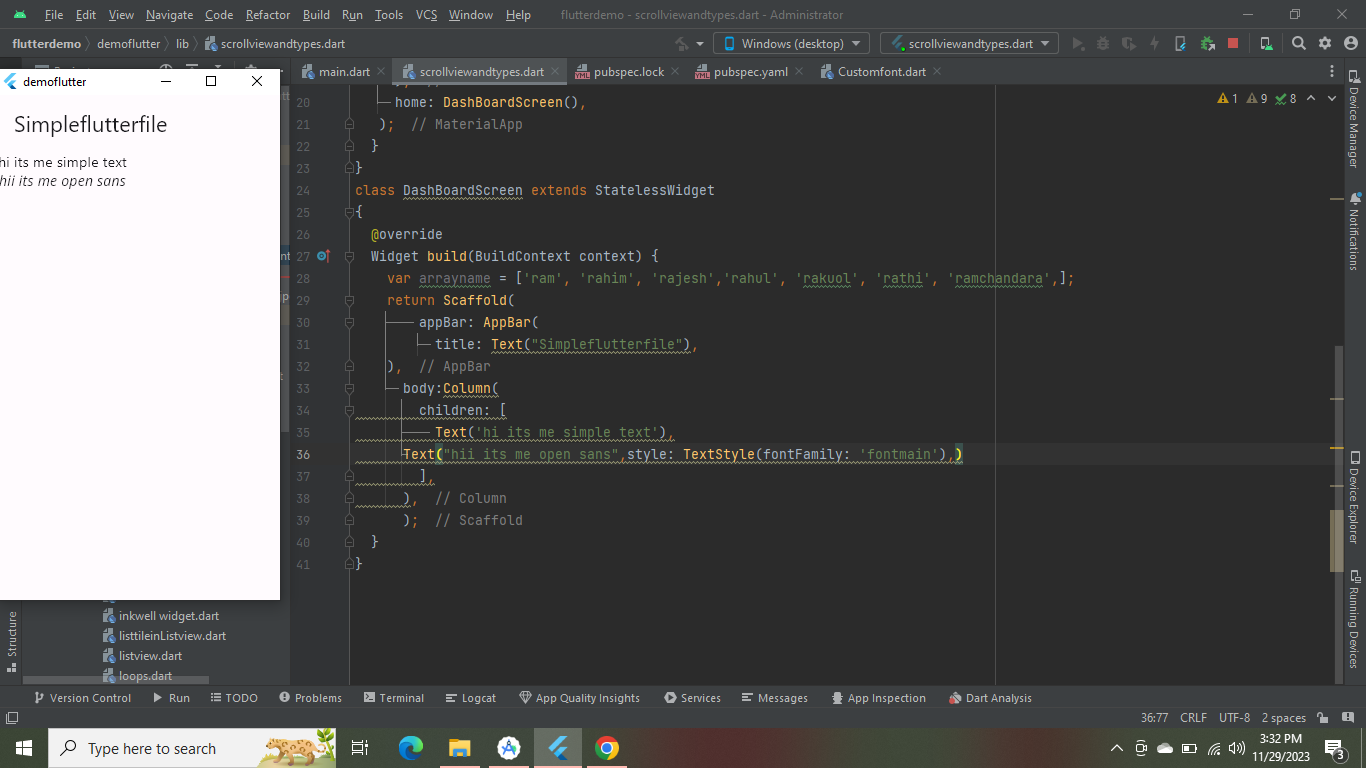 File Edit View Navigate Code Refactor Build Run Tools VCS Window Help flutterdemo - scrollviewandtypes.dart - Administrator
flutterdemo demoflutter lib scrollviewandtypes.dart Windows (desktop) scrollviewandtypes.dart
main.dart scrollviewandtypes.dart pubspec.lock pubspec.yaml Customfont.dart
demoflutter
Simpleflutterfile
hi its me simple text
hii its me open sans
1 9 8
20 home: DashBoardScreen(),
21 ); // MaterialApp
22 }
23 }
24 class DashBoardScreen extends StatelessWidget
25 {
26 @override
27 Widget build(BuildContext context) {
28 var arrayname = ['ram', 'rahim', 'rajesh','rahul', 'rakuol', 'rathi', 'ramchandara',];
29 return Scaffold(
30 appBar: AppBar(
31 title: Text("Simpleflutterfile"),
32 ), // AppBar
33 body:Column(
34 children: [
35 Text('hi its me simple text'),
36 Text("hii its me open sans",style: TextStyle(fontFamily: 'fontmain'),)
37 ],
38 ), // Column
39 ); // Scaffold
40 }
41 }
inkwell widget.dart
listtileinListview.dart
listview.dart
loops.dart
Structure
Device Manager
Notifications
Device Explorer
Running Devices
Version Control Run TODO Problems Terminal Logcat App Quality Insights Services Messages App Inspection Dart Analysis
36:77 CRLF UTF-8 2 spaces
Type here to search
3:32 PM
11/29/2023
3